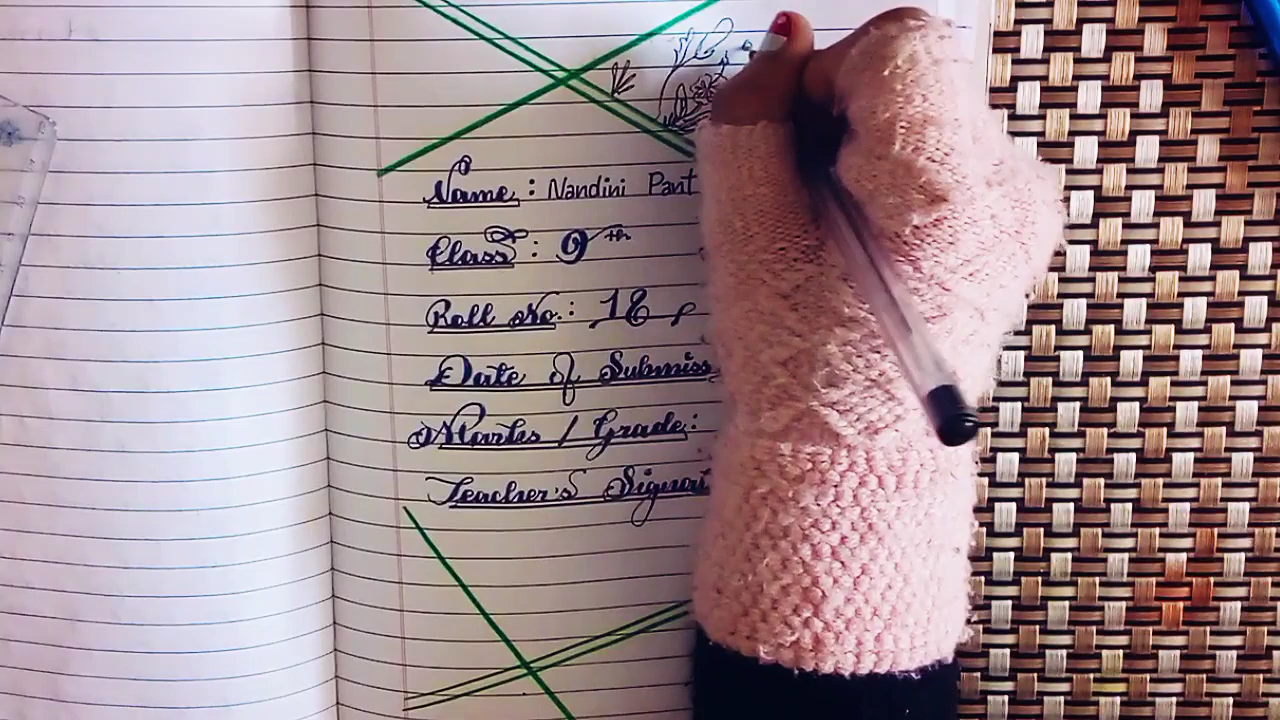 Name : Nandini Pant
Class : 9th
Roll No. : 18
Date of Submiss
Marks / Grade :
Teacher's Signat